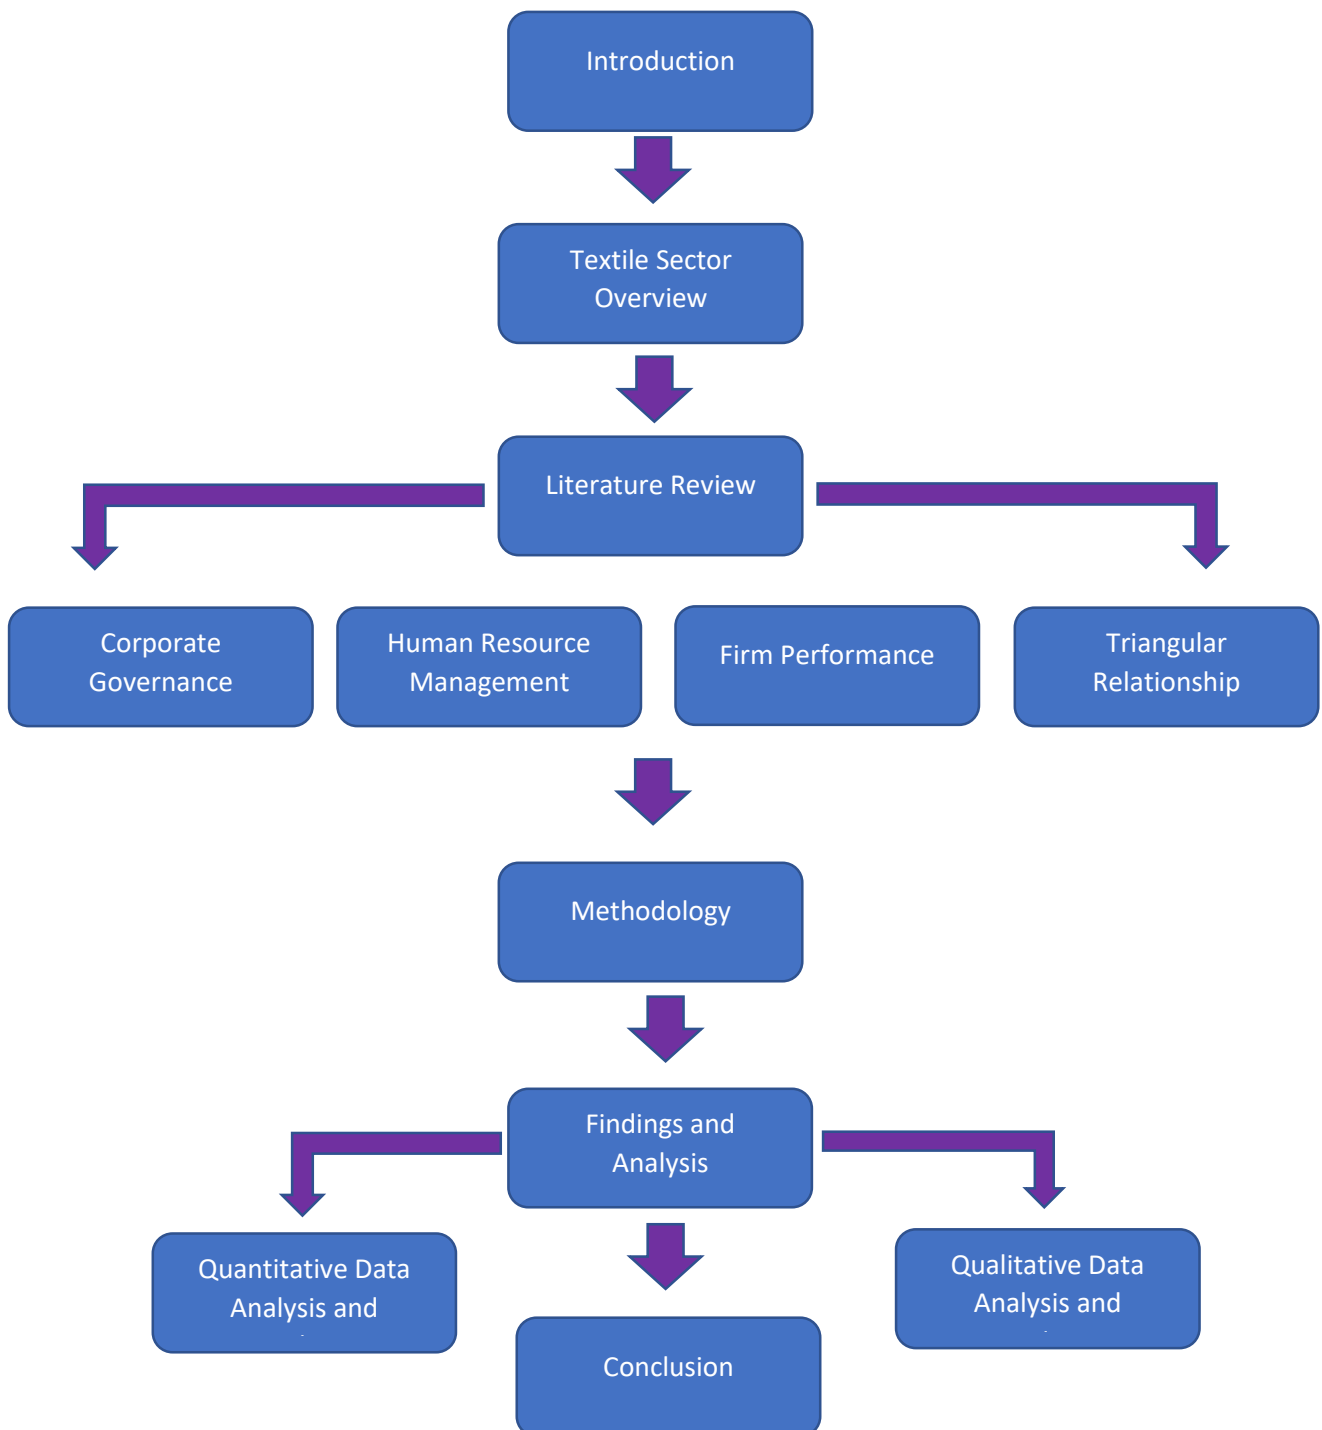 Introduction
Textile Sector
Overview
Literature Review
Corporate
Governance
Human Resource
Management
Firm Performance
Triangular
Relationship
Methodology
Findings and
Analysis
Quantitative Data
Analysis and
Qualitative Data
Analysis and
Conclusion